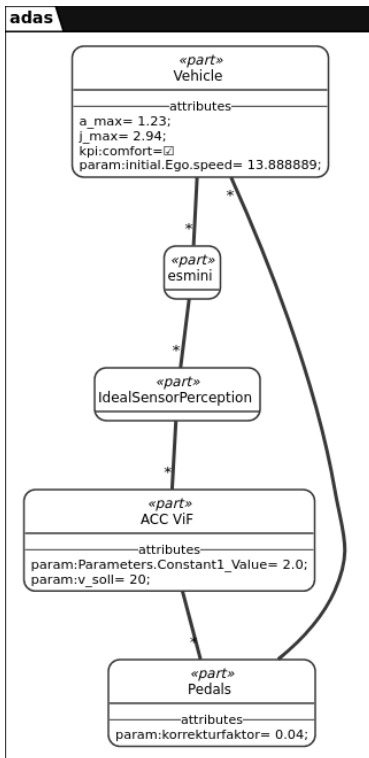 adas
«part»
Vehicle
attributes
a_max= 1.23;
j_max= 2.94;
kpi:comfort=☑
param:initial.Ego.speed= 13.888889;
*
*
«part»
esmini
*
«part»
IdealSensorPerception
*
«part»
ACC ViF
attributes
param:Parameters.Constant1_Value= 2.0;
param:v_soll= 20;
*
«part»
Pedals
attributes
param:korrekturfaktor= 0.04;